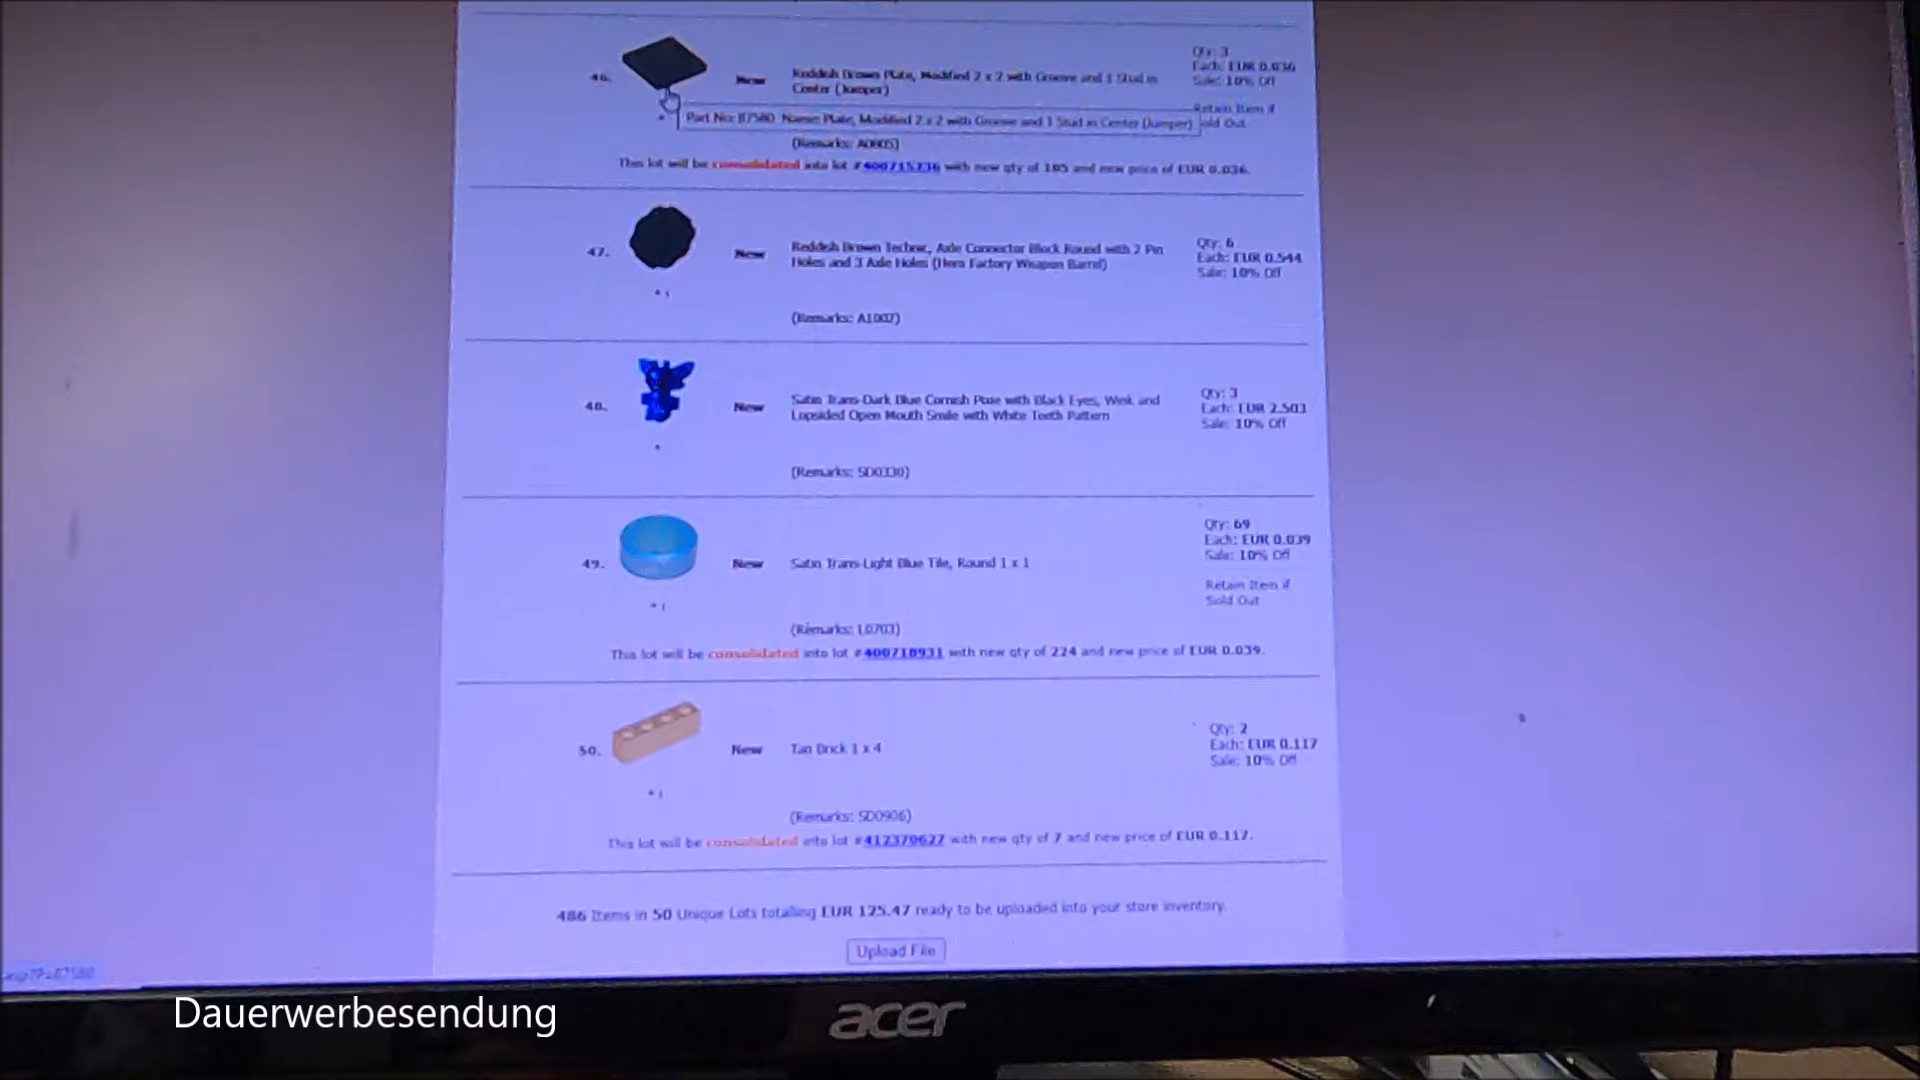 46.
New
Reddish Brown Plate, Modified 2 x 2 with Groove and 1 Stud in
Center (Jumper)
Qty: 3
Each: EUR 0.036
Sale: 10% Off
Retain Item if
old Out
Part No: 87580 Name: Plate, Modified 2 x 2 with Groove and 1 Stud in Center (Jumper)
(Remarks: A0805)
This lot will be consolidated into lot #400715236 with new qty of 185 and new price of EUR 0.036.
47.
New
Reddish Brown Technic, Axle Connector Block Round with 2 Pin
Holes and 3 Axle Holes (Hero Factory Weapon Barrel)
Qty: 6
Each: EUR 0.544
Sale: 10% Off
(Remarks: A1002)
48.
New
Satin Trans-Dark Blue Cornish Pixie with Black Eyes, Wink and
Lopsided Open Mouth Smile with White Teeth Pattern
Qty: 3
Each: EUR 2.503
Sale: 10% Off
(Remarks: SD0330)
49.
New
Satin Trans-Light Blue Tile, Round 1 x 1
Qty: 69
Each: EUR 0.039
Sale: 10% Off
Retain Item if
Sold Out
(Remarks: L0703)
This lot will be consolidated into lot #400718931 with new qty of 224 and new price of EUR 0.039.
50.
New
Tan Brick 1 x 4
Qty: 2
Each: EUR 0.117
Sale: 10% Off
(Remarks: SD0906)
This lot will be consolidated into lot #412370627 with new qty of 7 and new price of EUR 0.117.
486 Items in 50 Unique Lots totalling EUR 125.47 ready to be uploaded into your store inventory.
Upload File
Dauerwerbesendung
acer